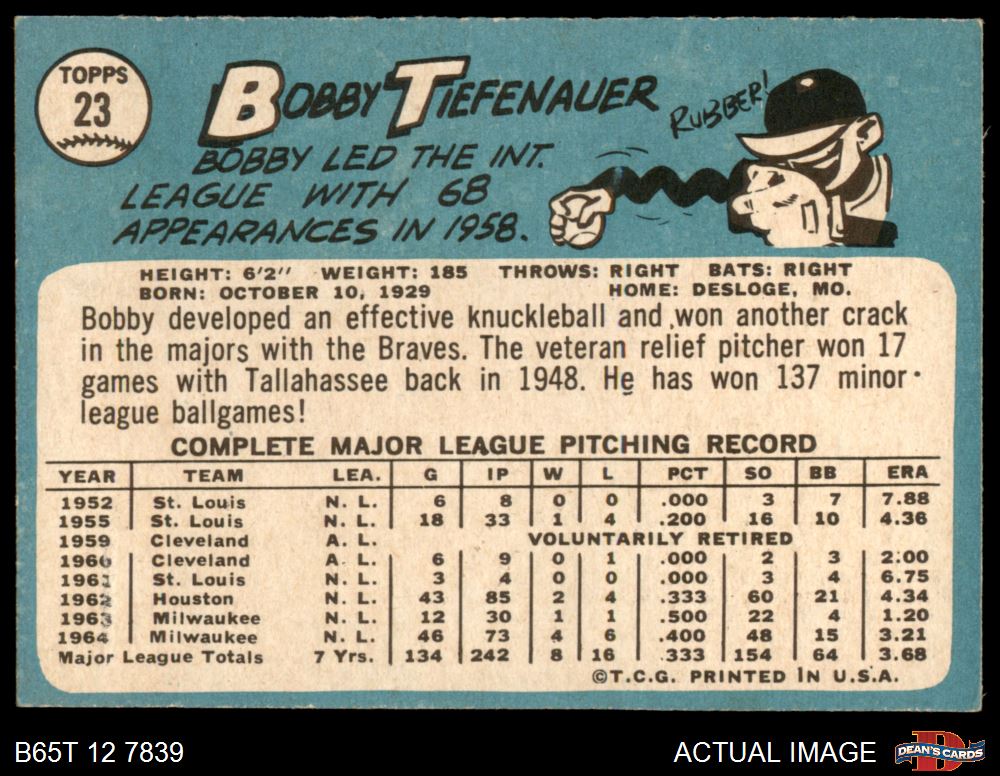 TOPPS
23
BOBBY TIEFENAUER
RUBBER!
BOBBY LED THE INT.
LEAGUE WITH 68
APPEARANCES IN 1958.
HEIGHT: 6'2" WEIGHT: 185 THROWS: RIGHT BATS: RIGHT
BORN: OCTOBER 10, 1929 HOME: DESLOGE, MO.
Bobby developed an effective knuckleball and won another crack
in the majors with the Braves. The veteran relief pitcher won 17
games with Tallahassee back in 1948. He has won 137 minor
league ballgames!
COMPLETE MAJOR LEAGUE PITCHING RECORD
YEAR TEAM LEA. G IP W L PCT SO BB ERA
1952 St. Louis N. L. 6 8 0 0 .000 3 7 7.88
1955 St. Louis N. L. 18 33 1 4 .200 16 10 4.36
1959 Cleveland A. L. VOLUNTARILY RETIRED
1960 Cleveland A. L. 6 9 0 1 .000 2 3 2.00
1961 St. Louis N. L. 3 4 0 0 .000 3 4 6.75
1962 Houston N. L. 43 85 2 4 .333 60 21 4.34
1963 Milwaukee N. L. 12 30 1 1 .500 22 4 1.20
1964 Milwaukee N. L. 46 73 4 6 .400 48 15 3.21
Major League Totals 7 Yrs. 134 242 8 16 .333 154 64 3.68
©T.C.G. PRINTED IN U.S.A.
B65T 12 7839 ACTUAL IMAGE
D
DEAN'S CARDS